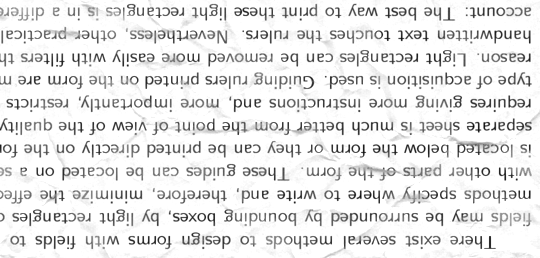 There exist several methods to design forms with fields to
fields may be surrounded by bounding boxes, by light rectangles
methods specify where to write and, therefore, minimize the
with other parts of the form. These guides can be located on a
is located below the form or they can be printed directly on the
separate sheet is much better from the point of view of the quality
requires giving more instructions and, more importantly, restricts
type of acquisition is used. Guiding rulers printed on the form are
reason. Light rectangles can be removed more easily with filters
handwritten text touches the rulers. Nevertheless, other practical
account: The best way to print these light rectangles is in a